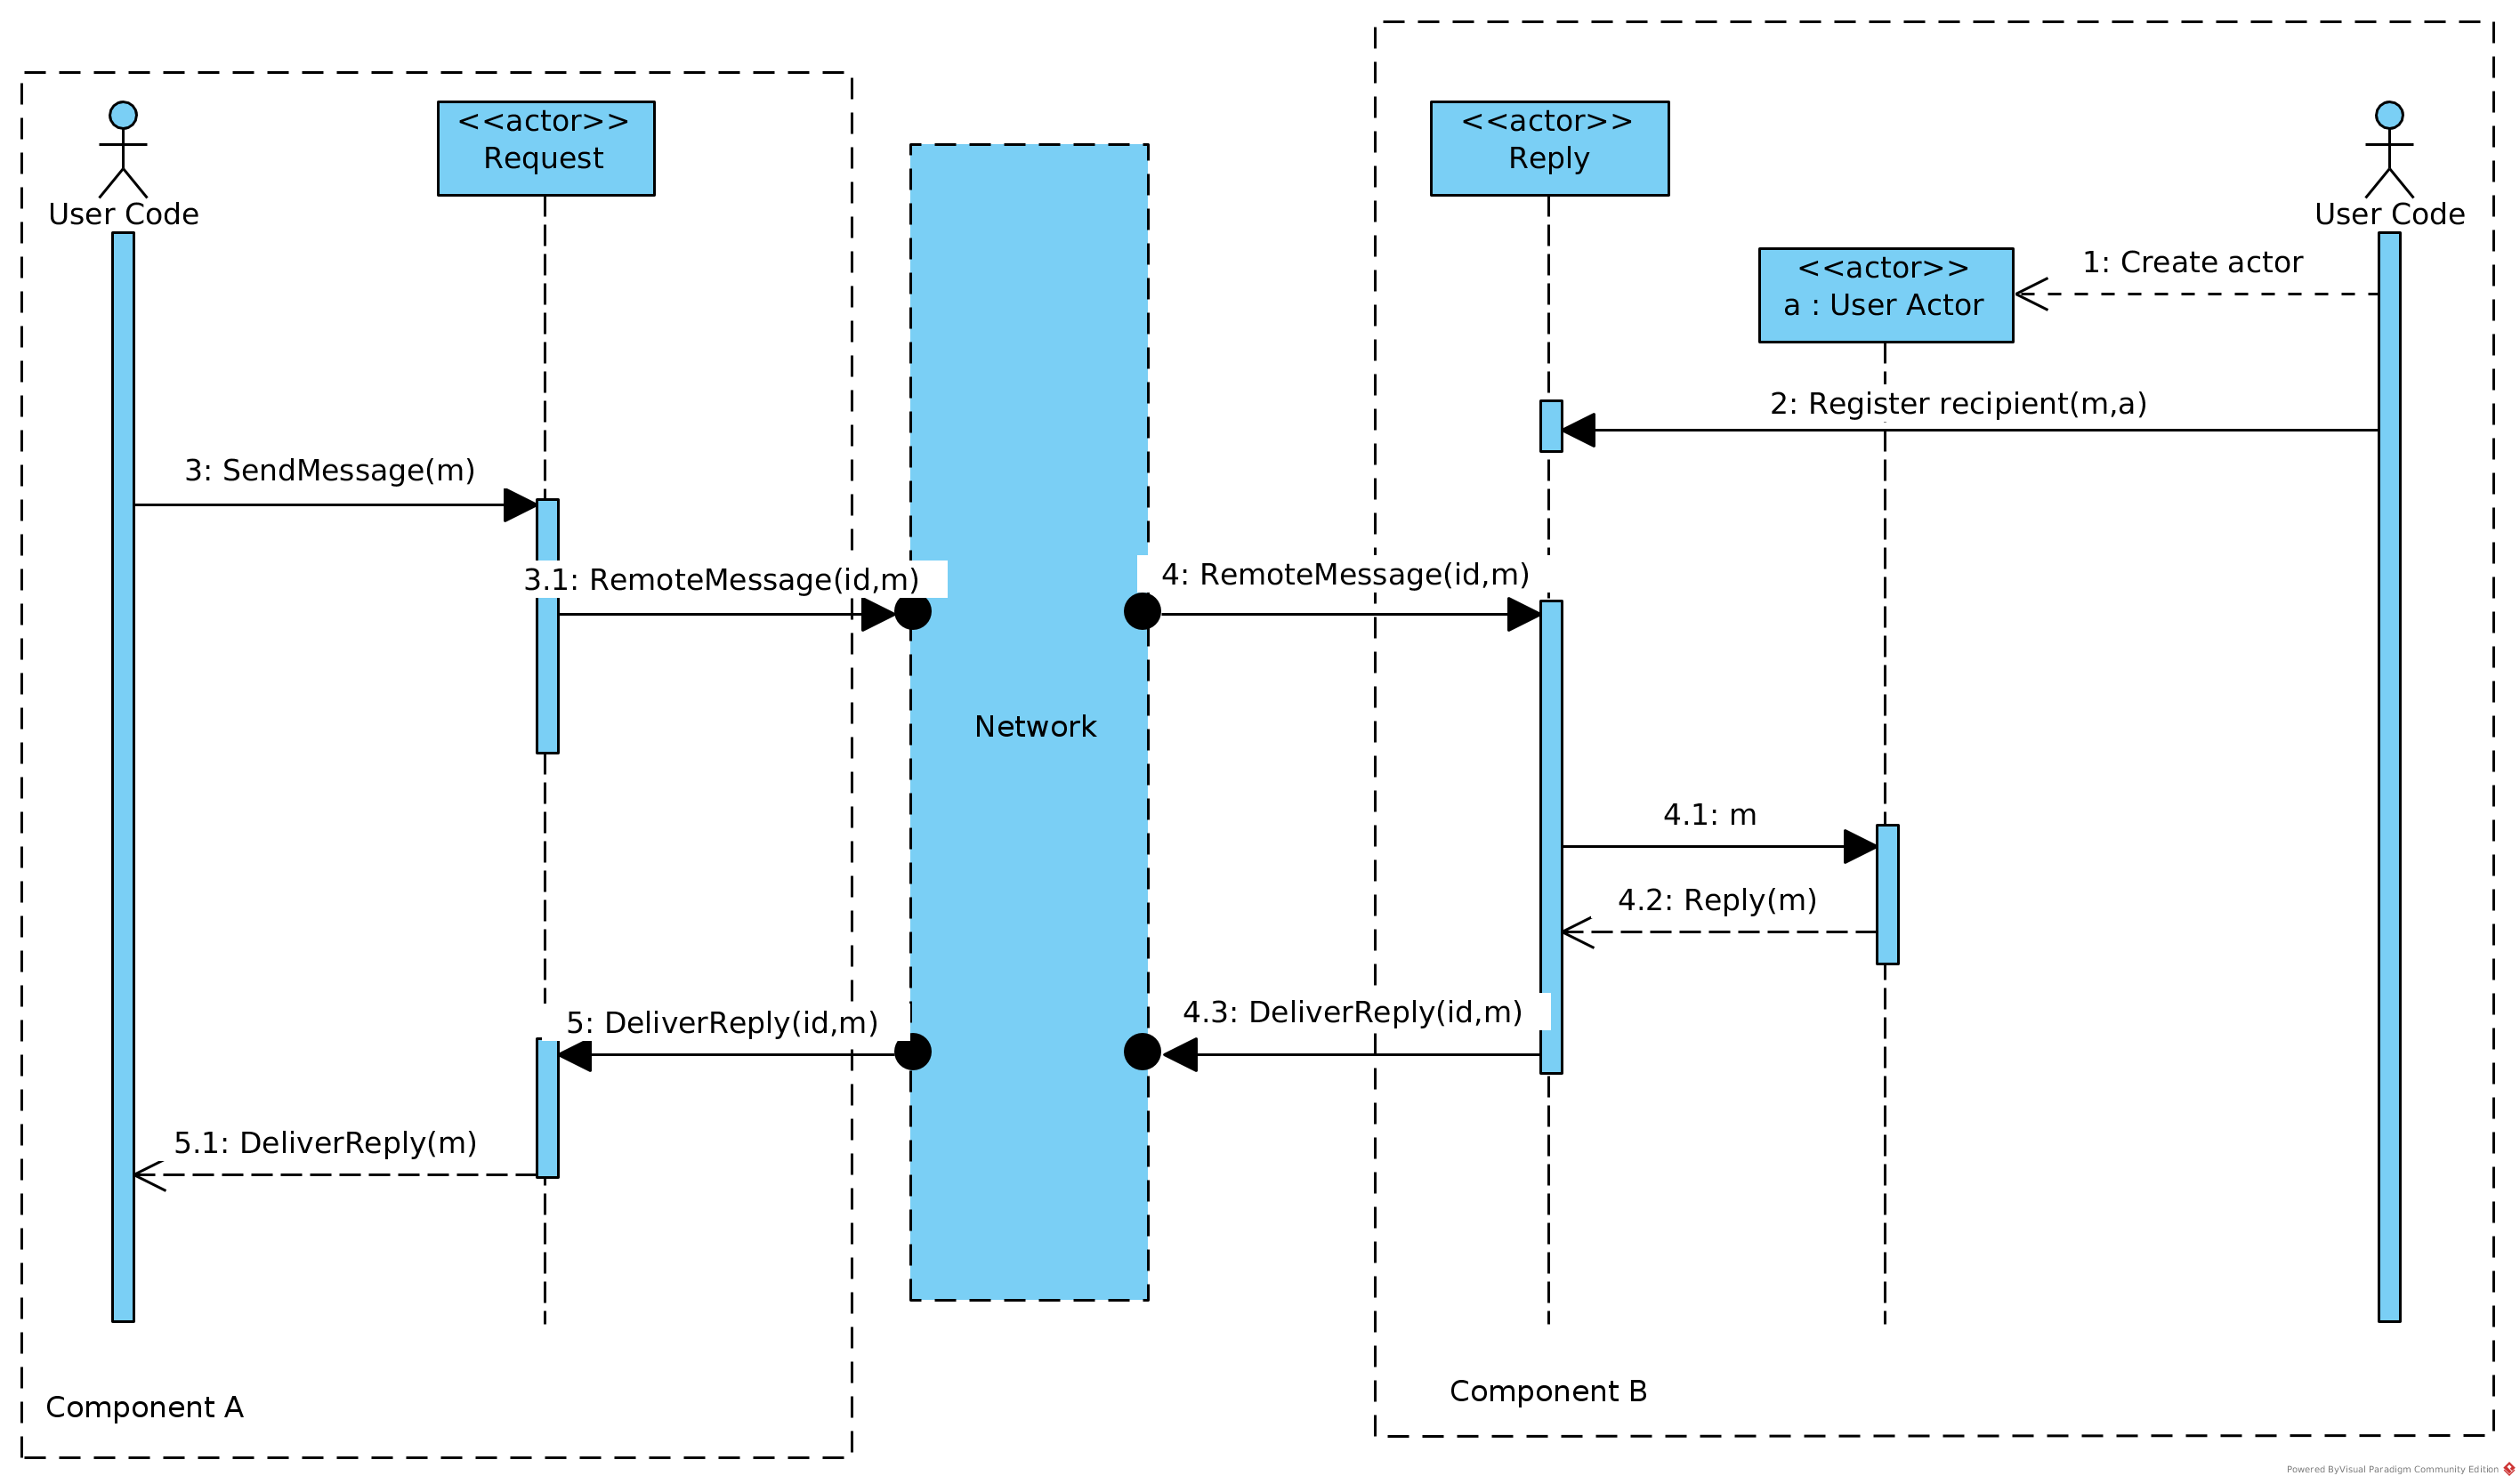 <<actor>>
Request
<<actor>>
Reply
User Code
User Code
<<actor>>
a : User Actor
1: Create actor
2: Register recipient(m,a)
3: SendMessage(m)
3.1: RemoteMessage(id,m)
4: RemoteMessage(id,m)
Network
4.1: m
4.2: Reply(m)
4.3: DeliverReply(id,m)
5: DeliverReply(id,m)
5.1: DeliverReply(m)
Component A
Component B
Powered ByVisual Paradigm Community Edition